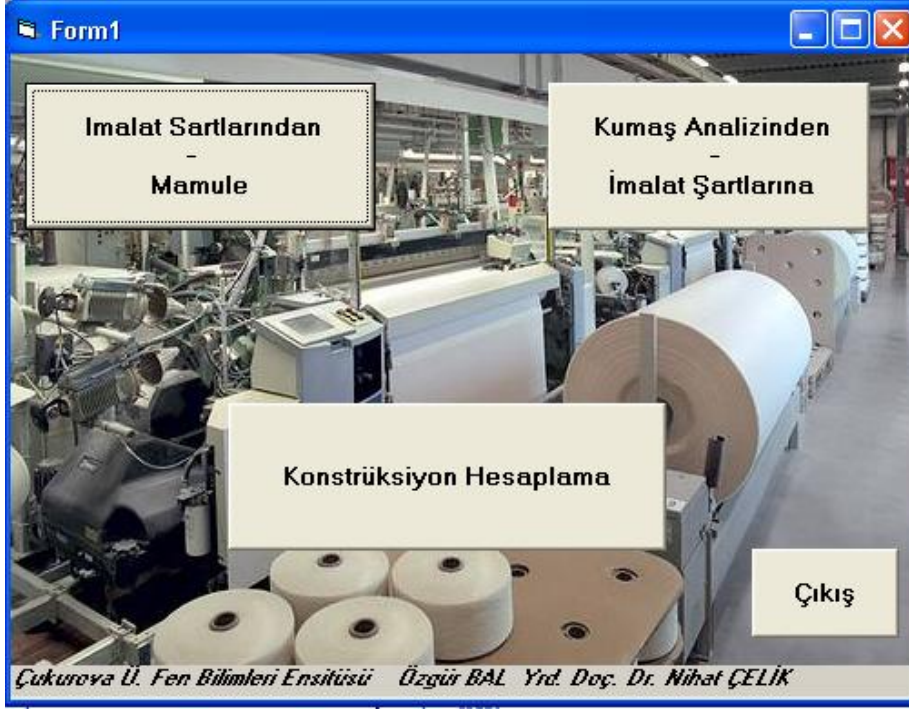 Form1
Imalat Sartlarından
-
Mamule
Kumaş Analizinden
-
İmalat Şartlarına
Konstrüksiyon Hesaplama
Çıkış
Çukurova Ü. Fen Bilimleri Ensitüsü Özgür BAL Yrd. Doç. Dr. Nihat ÇELİK